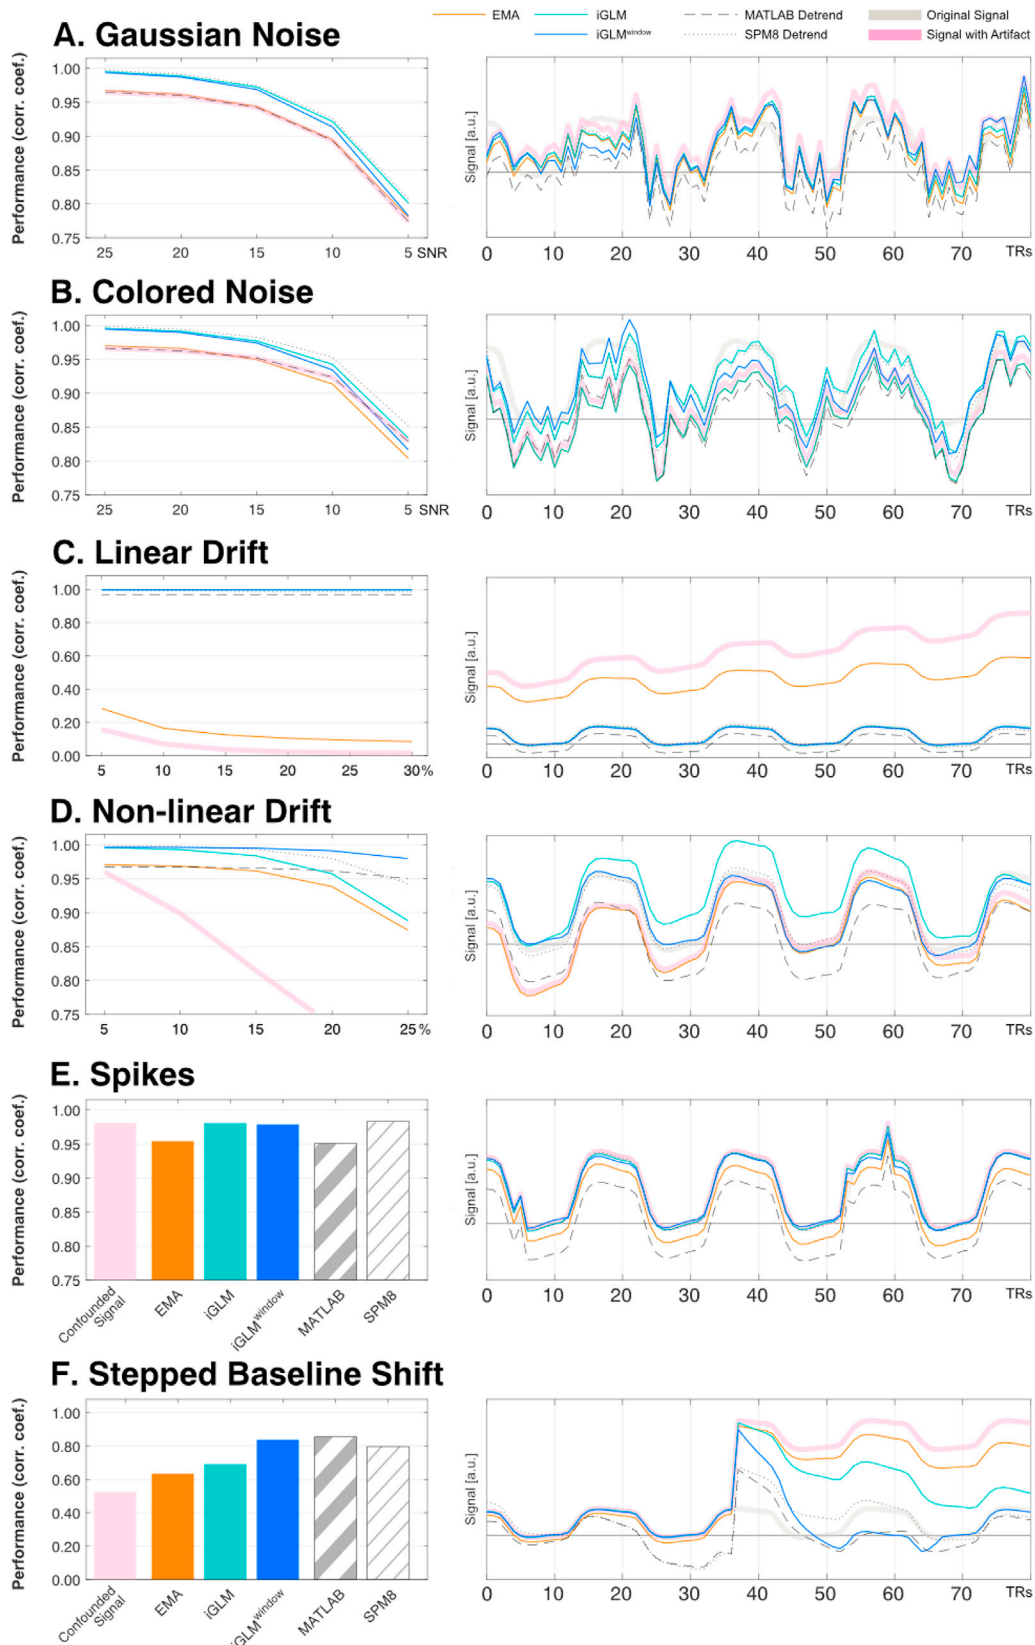 EMA iGLM MATLAB Detrend Original Signal
iGLMwindow SPM8 Detrend Signal with Artifact
A. Gaussian Noise
Performance (corr. coef.)
1.00
0.95
0.90
0.85
0.80
0.75
25 20 15 10 5 SNR
Signal [a.u.]
0 10 20 30 40 50 60 70 TRs
B. Colored Noise
Performance (corr. coef.)
1.00
0.95
0.90
0.85
0.80
0.75
25 20 15 10 5 SNR
Signal [a.u.]
0 10 20 30 40 50 60 70 TRs
C. Linear Drift
Performance (corr. coef.)
1.00
0.80
0.60
0.40
0.20
0.00
5 10 15 20 25 30%
Signal [a.u.]
0 10 20 30 40 50 60 70 TRs
D. Non-linear Drift
Performance (corr. coef.)
1.00
0.95
0.90
0.85
0.80
0.75
5 10 15 20 25%
Signal [a.u.]
0 10 20 30 40 50 60 70 TRs
E. Spikes
Performance (corr. coef.)
1.00
0.95
0.90
0.85
0.80
0.75
Confounded
Signal
EMA
iGLM
iGLMwindow
MATLAB
SPM8
Signal [a.u.]
0 10 20 30 40 50 60 70 TRs
F. Stepped Baseline Shift
Performance (corr. coef.)
1.00
0.80
0.60
0.40
0.20
0.00
Confounded
Signal
EMA
iGLM
iGLMwindow
MATLAB
SPM8
Signal [a.u.]
0 10 20 30 40 50 60 70 TRs